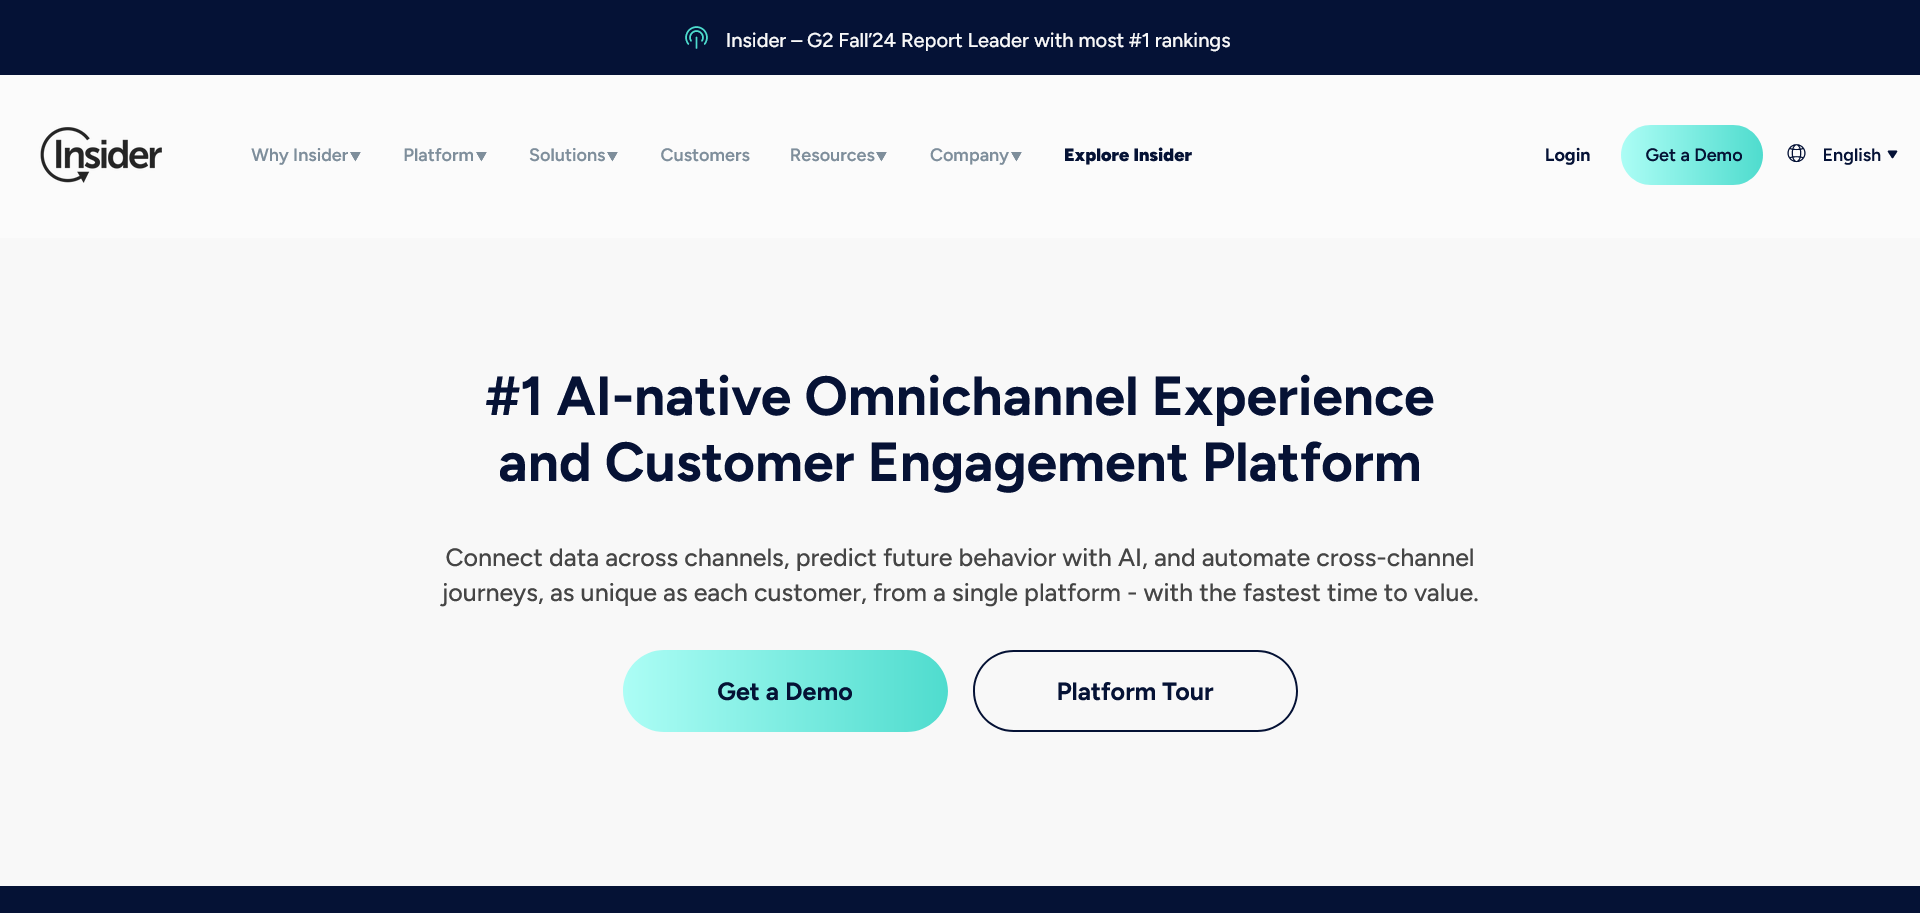 Insider – G2 Fall’24 Report Leader with most #1 rankings
Insider
Why Insider▼ Platform▼ Solutions▼ Customers Resources▼ Company▼ Explore Insider Login Get a Demo English ▼
#1 AI-native Omnichannel Experience
and Customer Engagement Platform
Connect data across channels, predict future behavior with AI, and automate cross-channel
journeys, as unique as each customer, from a single platform - with the fastest time to value.
Get a Demo Platform Tour